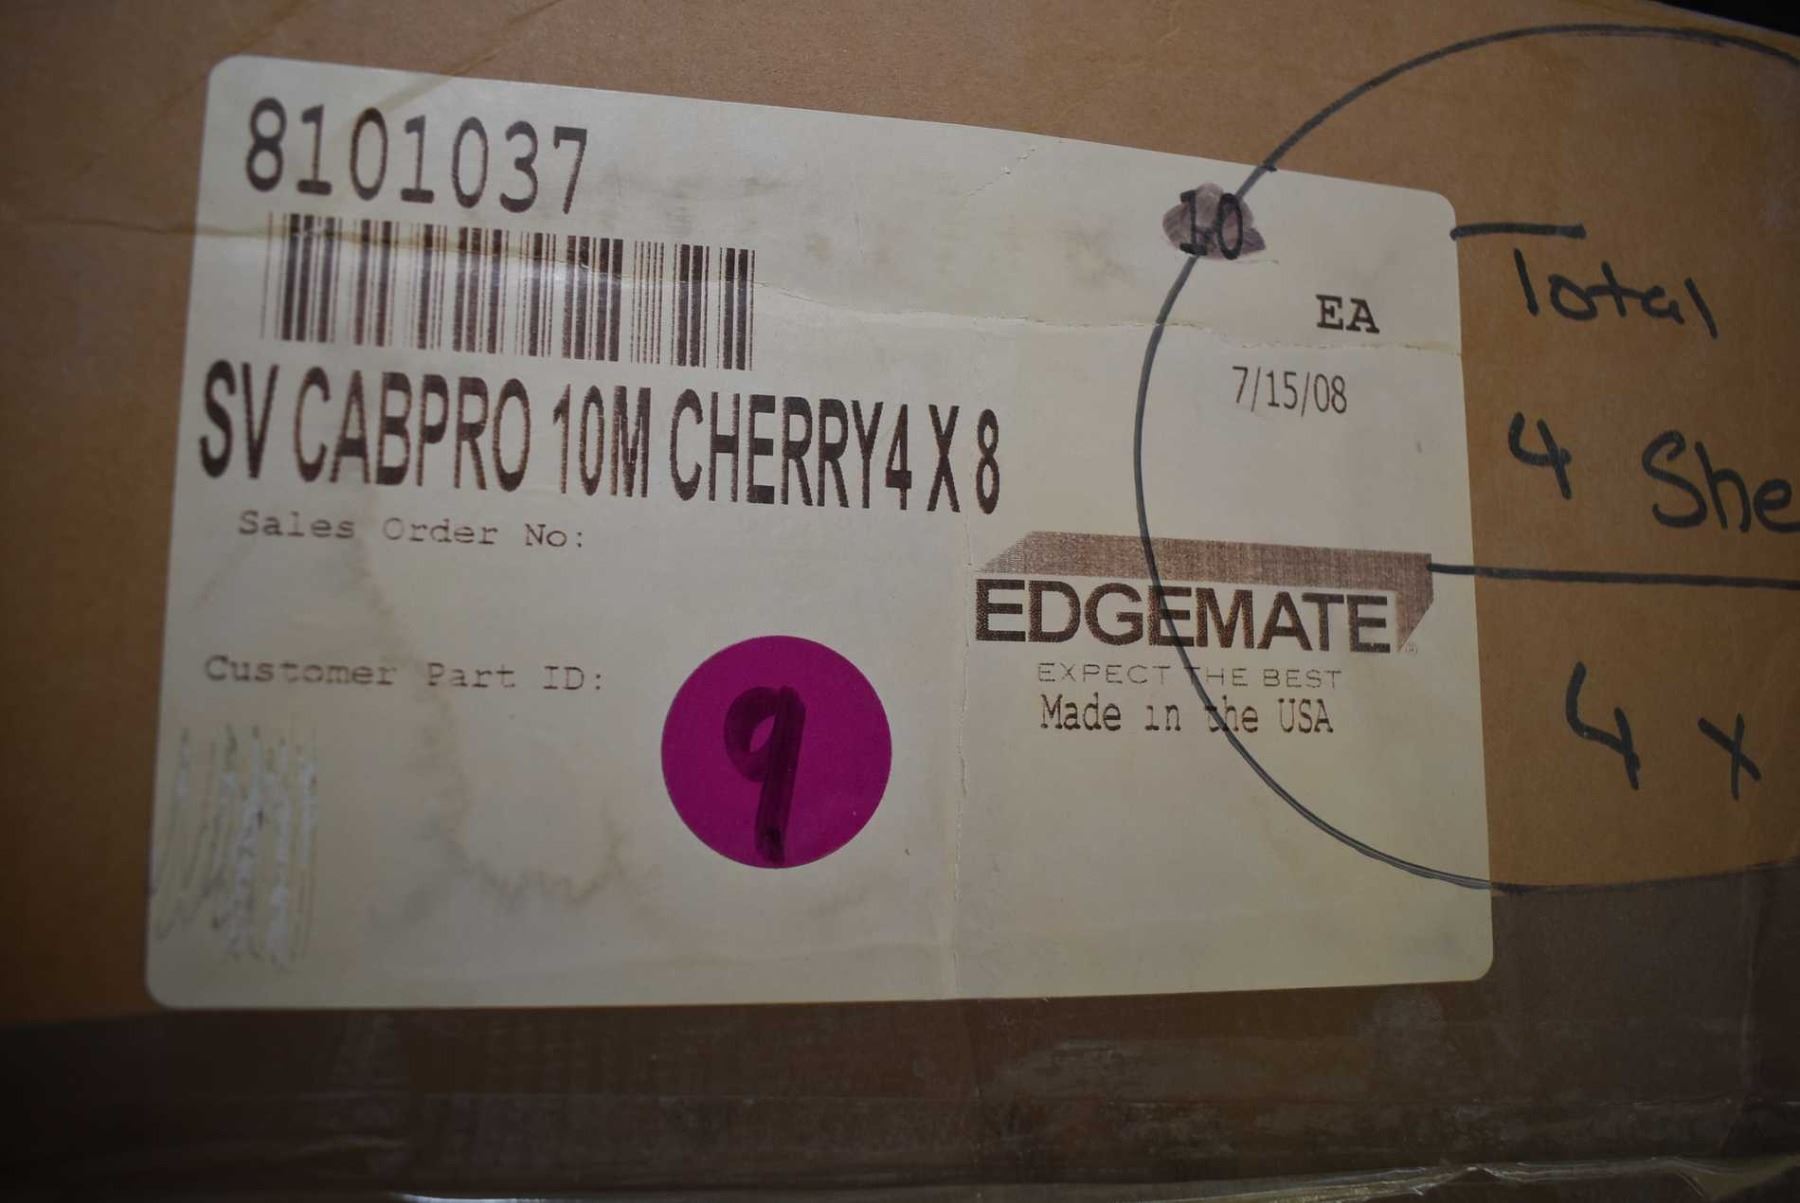 8101037
10
EA
7/15/08
SV CABPRO 10M CHERRY4 X 8
Sales Order No:
Customer Part ID:
9
EDGEMATE
EXPECT THE BEST
Made in the USA
Total
4 She
4 x